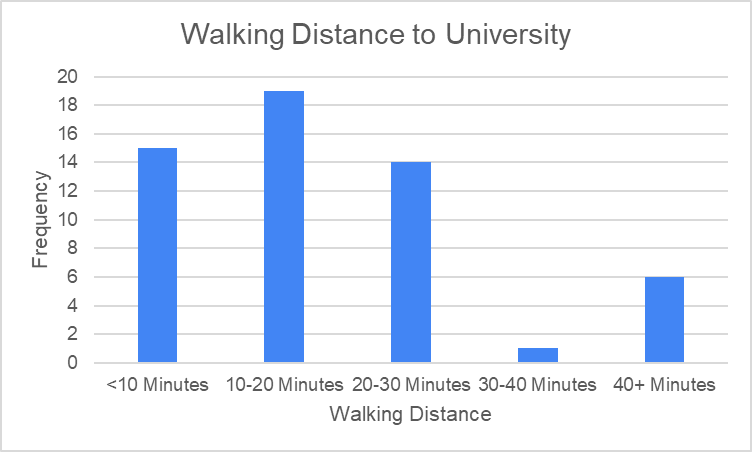 Walking Distance to University
20
18
16
14
12
10
8
6
4
2
0
Frequency
<10 Minutes 10-20 Minutes 20-30 Minutes 30-40 Minutes 40+ Minutes
Walking Distance